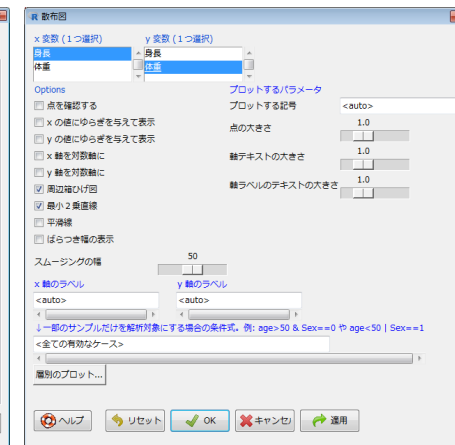 散布図
x 変数 (1つ選択) y 変数 (1つ選択)
身長 身長
体重 体重
Options プロットするパラメータ
点を確認する プロットする記号 <auto>
x の値にゆらぎを与えて表示
y の値にゆらぎを与えて表示 点の大きさ 1.0
x 軸を対数軸に
y 軸を対数軸に 軸テキストの大きさ 1.0
周辺箱ひげ図
最小2乗直線 軸ラベルのテキストの大きさ 1.0
平滑線
ばらつき幅の表示
スムージングの幅 50
x 軸のラベル y 軸のラベル
<auto> <auto>
↓一部のサンプルだけを解析対象にする場合の条件式。例: age>50 & Sex==0 や age<50 | Sex==1
<全ての有効なケース>
層別のプロット...
ヘルプ リセット OK キャンセル 適用